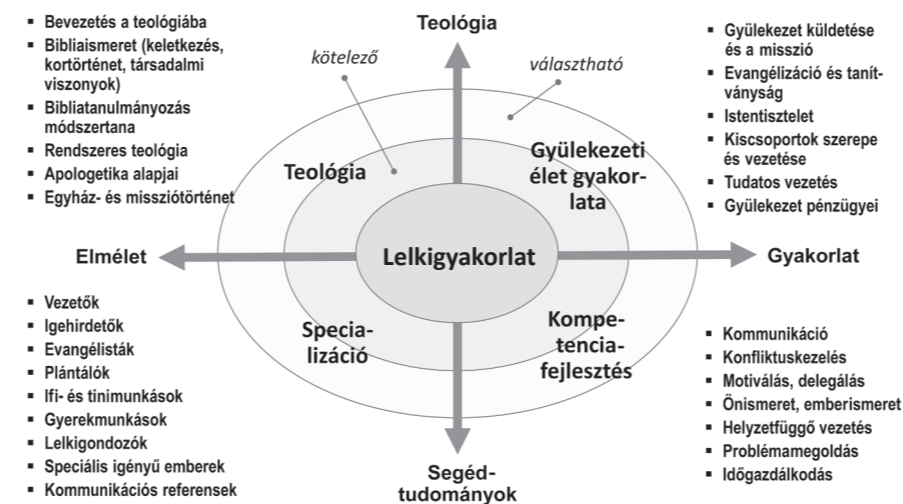 ▪ Bevezetés a teológiába
▪ Bibliaismeret (keletkezés,
kortörténet, társadalmi
viszonyok)
▪ Bibliatanulmányozás
módszertana
▪ Rendszeres teológia
▪ Apologetika alapjai
▪ Egyház- és missziótörténet
Teológia
kötelező
választható
▪ Gyülekezet küldetése
és a misszió
▪ Evangélizáció és tanít-
ványság
▪ Istentisztelet
▪ Kiscsoportok szerepe
és vezetése
▪ Tudatos vezetés
▪ Gyülekezet pénzügyei
Teológia
Gyülekezeti
élet gyakor-
lata
Elmélet
Lelkigyakorlat
Gyakorlat
Specia-
lizáció
Kompe-
tencia-
fejlesztés
▪ Vezetők
▪ Igehirdetők
▪ Evangélisták
▪ Plántálók
▪ Ifi- és tinimunkások
▪ Gyerekmunkások
▪ Lelkigondozók
▪ Speciális igényű emberek
▪ Kommunikációs referensek
Segéd-
tudományok
▪ Kommunikáció
▪ Konfliktuskezelés
▪ Motiválás, delegálás
▪ Önismeret, emberismeret
▪ Helyzetfüggő vezetés
▪ Problémamegoldás
▪ Időgazdálkodás